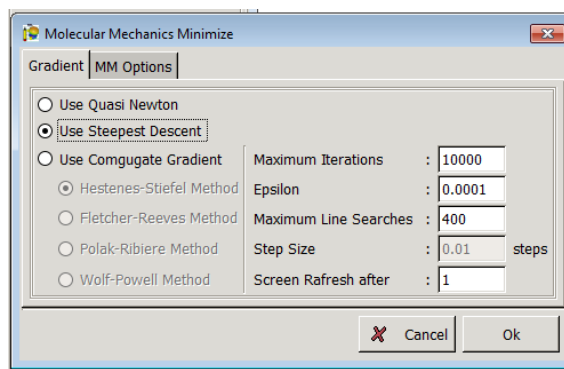 Molecular Mechanics Minimize
Gradient MM Options
Use Quasi Newton
Use Steepest Descent
Use Comgugate Gradient Maximum Iterations : 10000
Hestenes-Stiefel Method Epsilon : 0.0001
Fletcher-Reeves Method Maximum Line Searches : 400
Polak-Ribiere Method Step Size : 0.01 steps
Wolf-Powell Method Screen Rafresh after : 1
Cancel Ok